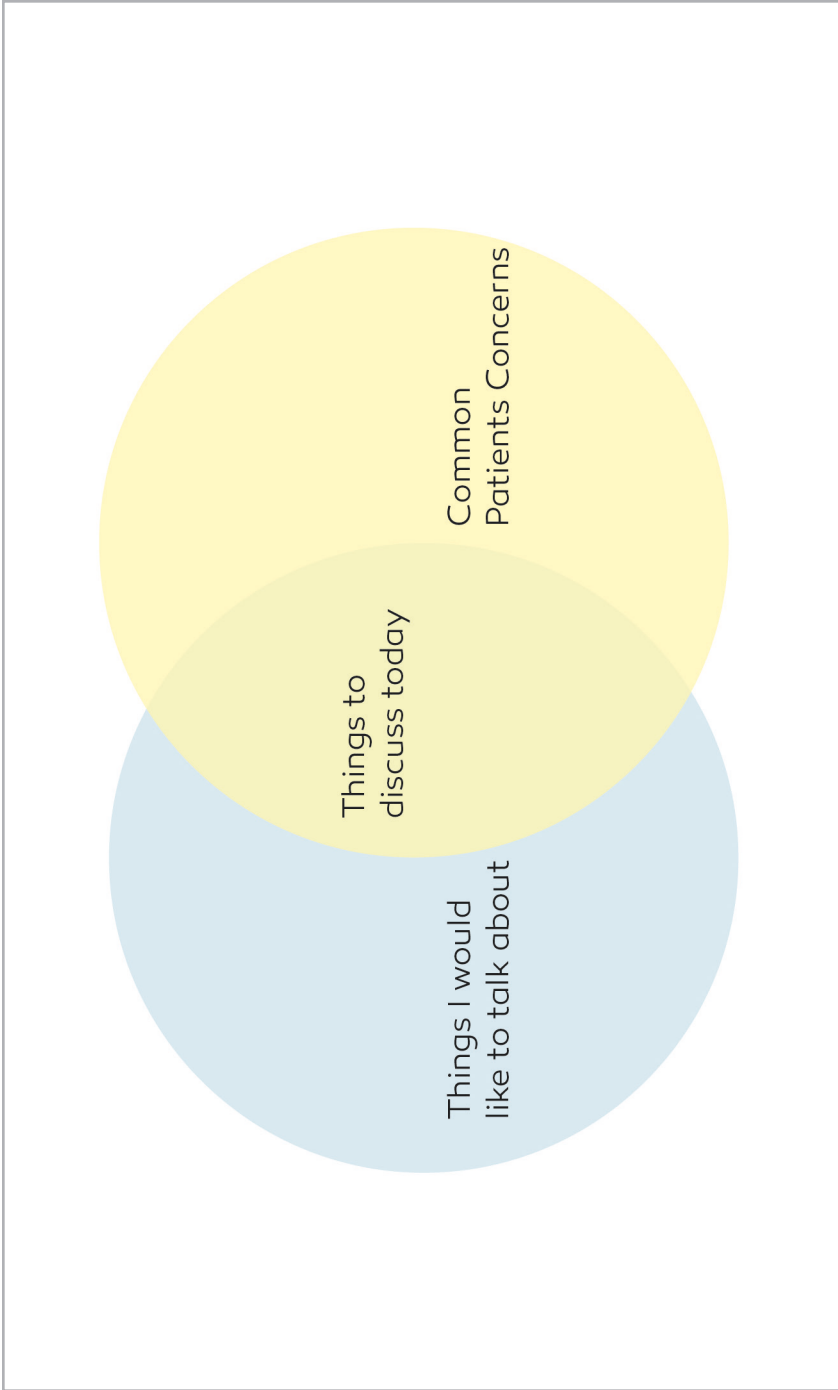 Things I would
like to talk about
Things to
discuss today
Common
Patients Concerns